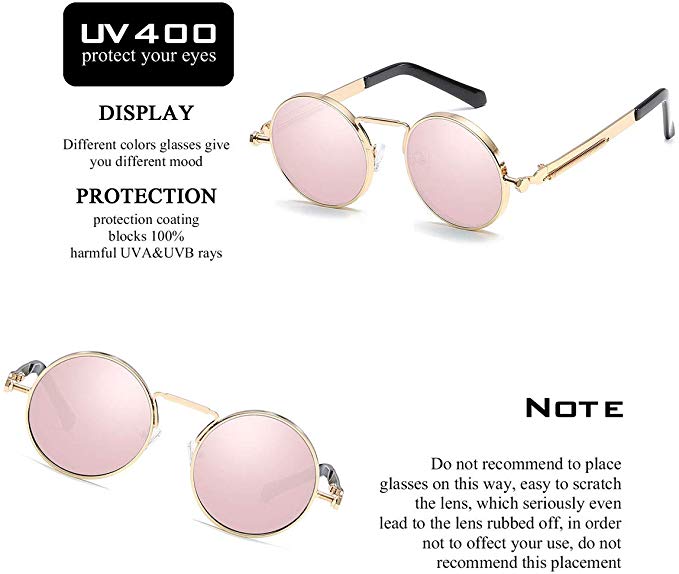 UV400
protect your eyes
DISPLAY
Different colors glasses give
you different mood
PROTECTION
protection coating
blocks 100%
harmful UVA&UVB rays
NOTE
Do not recommend to place
glasses on this way, easy to scratch
the lens, which seriously even
lead to the lens rubbed off, in order
not to offect your use, do not
recommend this placement